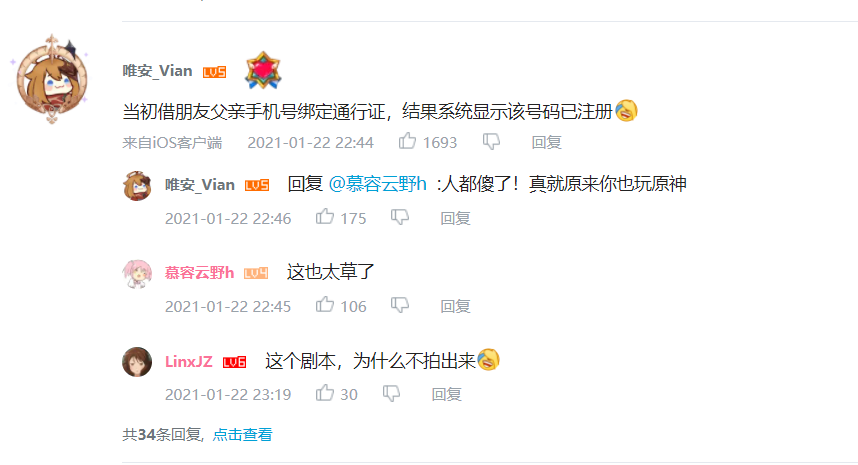 唯安_Vian LV5
当初借朋友父亲手机号绑定通行证，结果系统显示该号码已注册
来自iOS客户端 2021-01-22 22:44 1693 回复
唯安_Vian LV5 回复 @慕容云野h :人都傻了！真就原来你也玩原神
2021-01-22 22:46 175 回复
慕容云野h LV4 这也太草了
2021-01-22 22:45 106 回复
LinxJZ LV6 这个剧本，为什么不拍出来
2021-01-22 23:19 30 回复
共34条回复, 点击查看